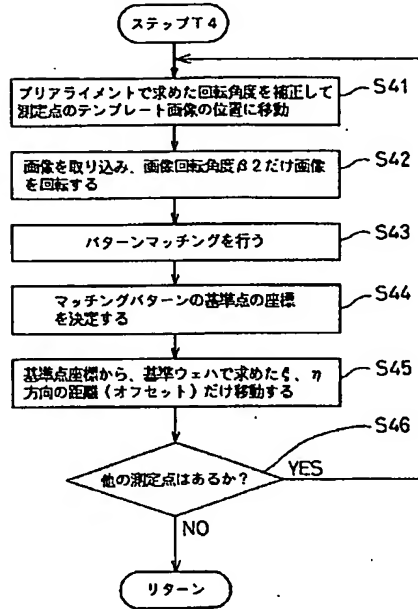 ステップT4
プリアライメントで求めた回転角度を補正して
測定点のテンプレート画像の位置に移動
S41
画像を取り込み、画像回転角度β2だけ画像
を回転する
S42
パターンマッチングを行う
S43
マッチングパターンの基準点の座標
を決定する
S44
基準点座標から、基準ウェハで求めたξ、η
方向の距離(オフセット)だけ移動する
S45
S46
他の測定点はあるか?
YES
NO
リターン